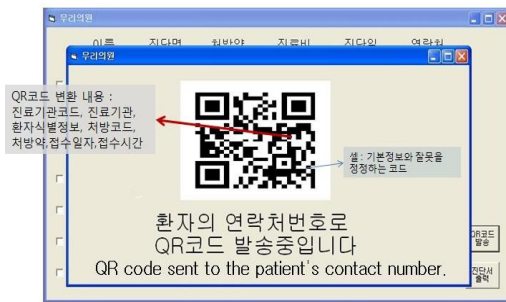 우리의원
이름 진단명 처방약 진료비 진단일 연락처
우리의원
QR코드 변환 내용 :
진료기관코드, 진료기관,
환자식별정보, 처방코드,
처방약,접수일자,접수시간
셀 : 기본정보와 잘못을
정정하는 코드
환자의 연락처번호로
QR코드 발송중입니다
QR code sent to the patient's contact number.
QR코드
발송
진단서
출력